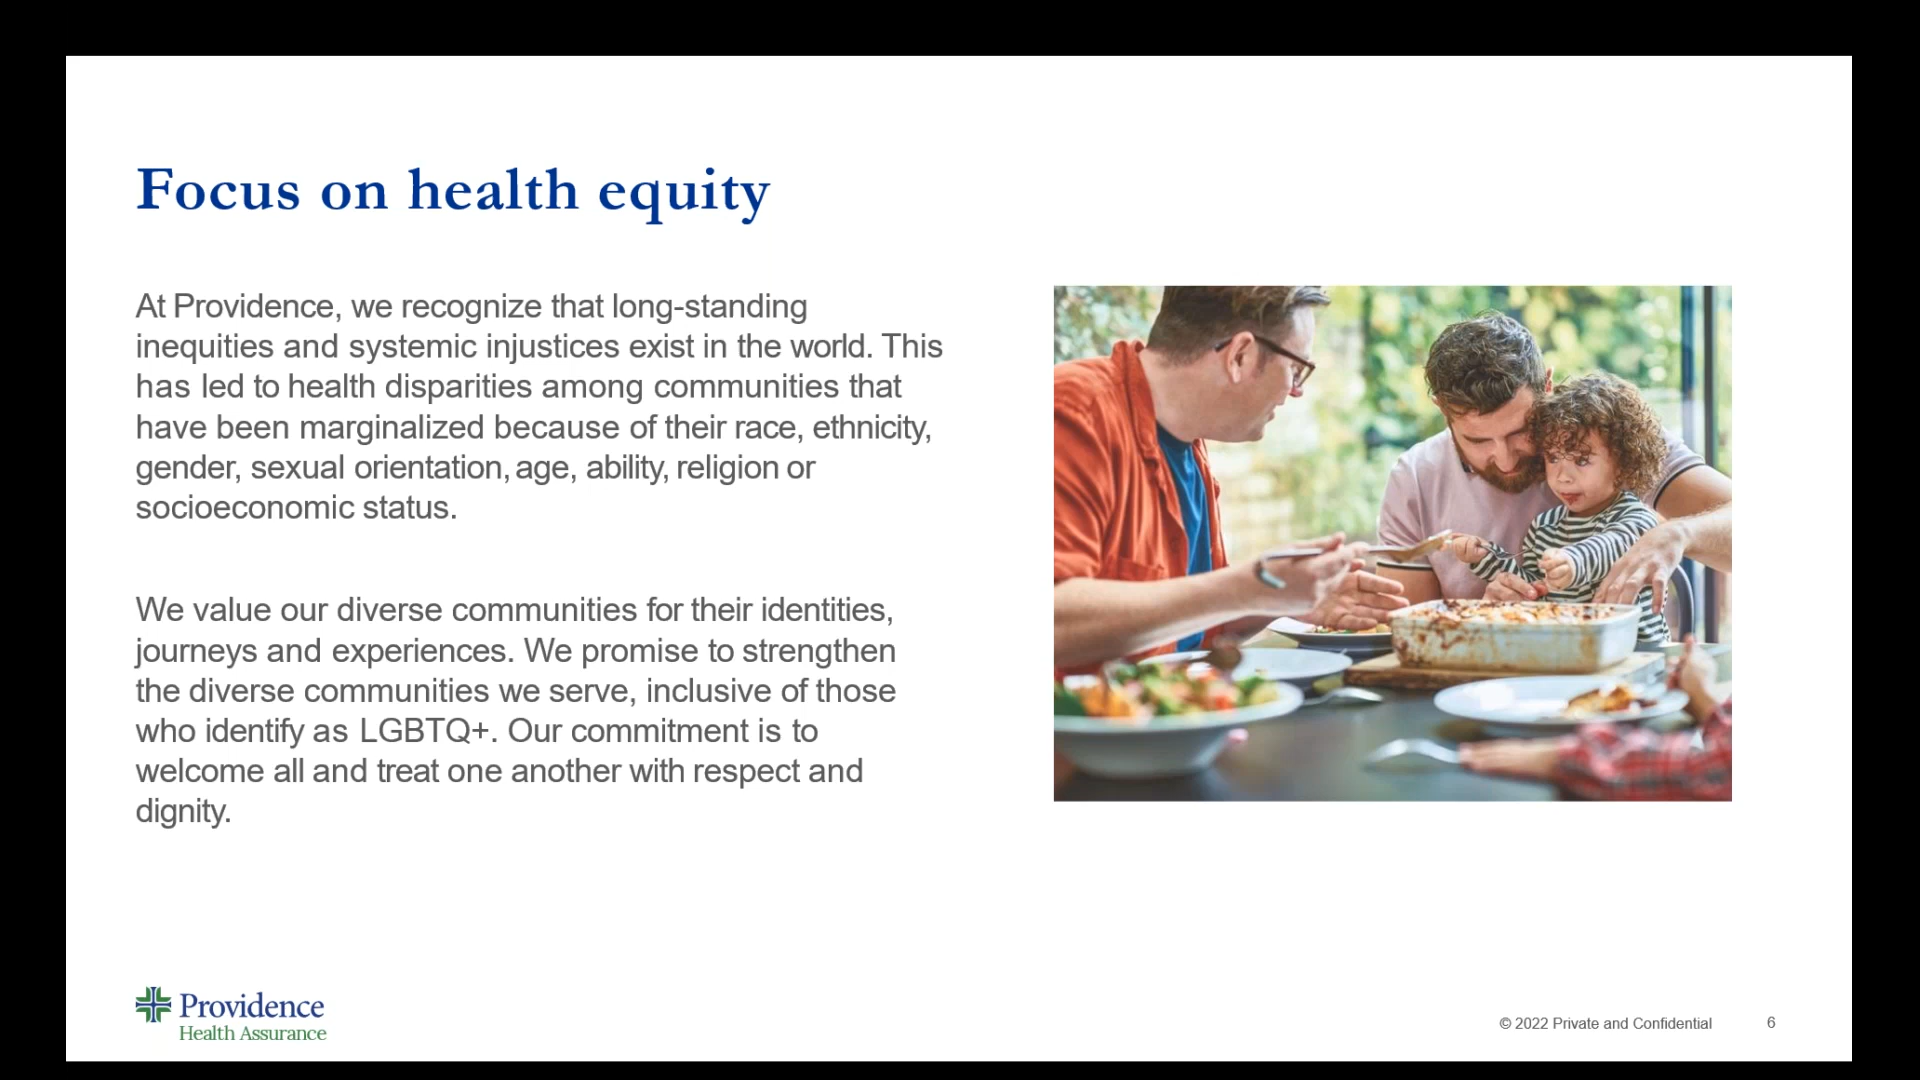 Focus on health equity
At Providence, we recognize that long-standing
inequities and systemic injustices exist in the world. This
has led to health disparities among communities that
have been marginalized because of their race, ethnicity,
gender, sexual orientation, age, ability, religion or
socioeconomic status.
We value our diverse communities for their identities,
journeys and experiences. We promise to strengthen
the diverse communities we serve, inclusive of those
who identify as LGBTQ+. Our commitment is to
welcome all and treat one another with respect and
dignity.
Providence
Health Assurance
© 2022 Private and Confidential
6